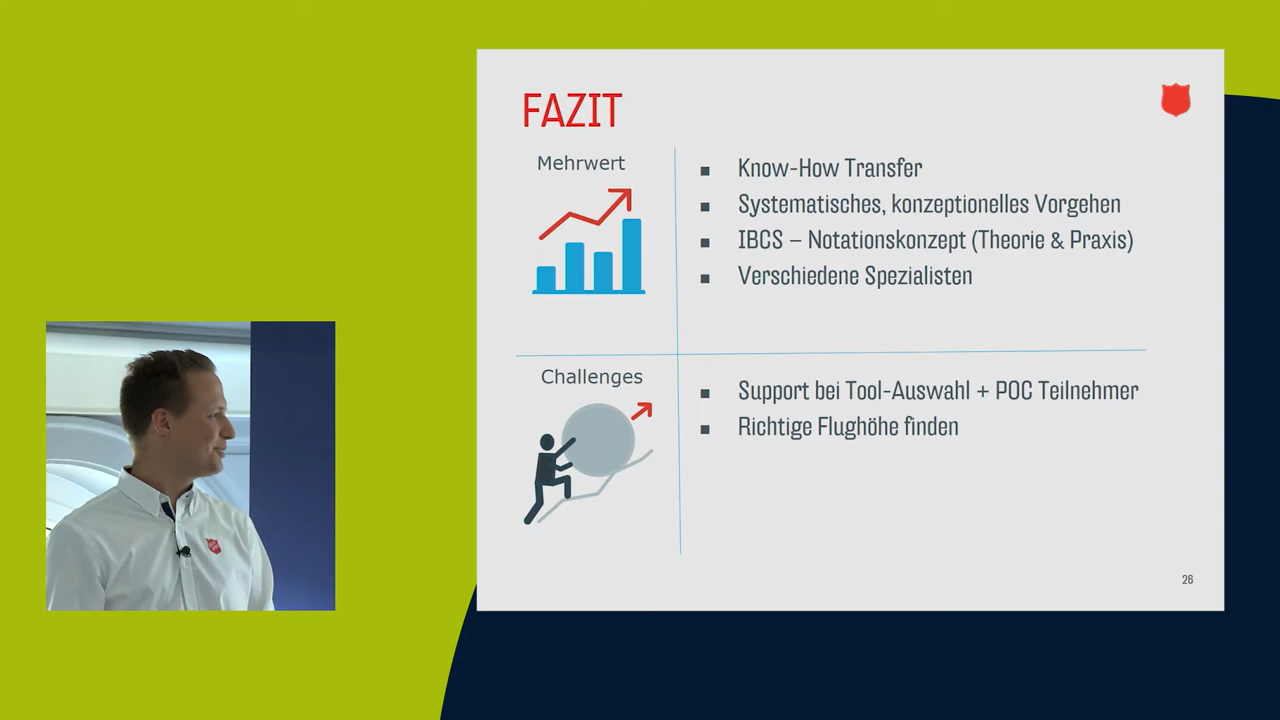 FAZIT
Mehrwert
▪ Know-How Transfer
▪ Systematisches, konzeptionelles Vorgehen
▪ IBCS – Notationskonzept (Theorie & Praxis)
▪ Verschiedene Spezialisten
Challenges
▪ Support bei Tool-Auswahl + POC Teilnehmer
▪ Richtige Flughöhe finden
26